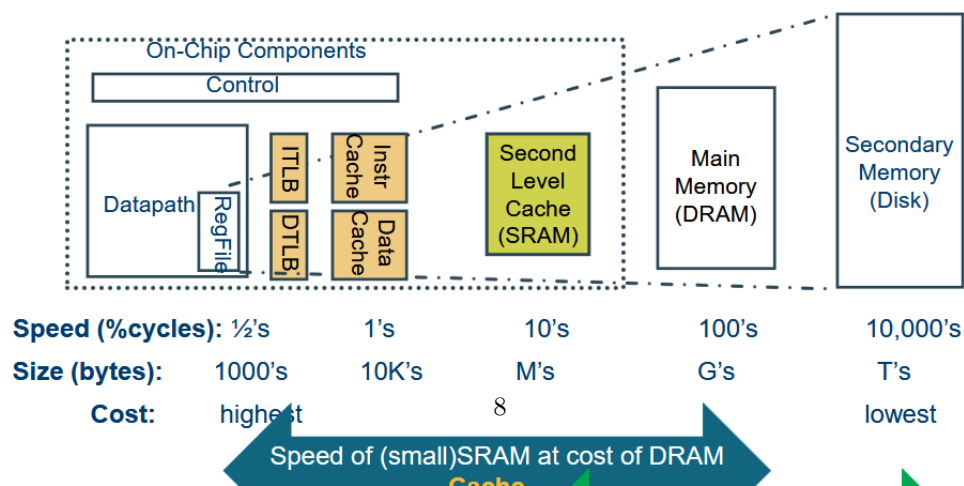 On-Chip Components
Control
Datapath
RegFile
ITLB
DTLB
Instr
Cache
Data
Cache
Second
Level
Cache
(SRAM)
Main
Memory
(DRAM)
Secondary
Memory
(Disk)
Speed (%cycles): ½'s 1's 10's 100's 10,000's
Size (bytes): 1000's 10K's M's G's T's
Cost: highest lowest
8
Speed of (small)SRAM at cost of DRAM
Cache